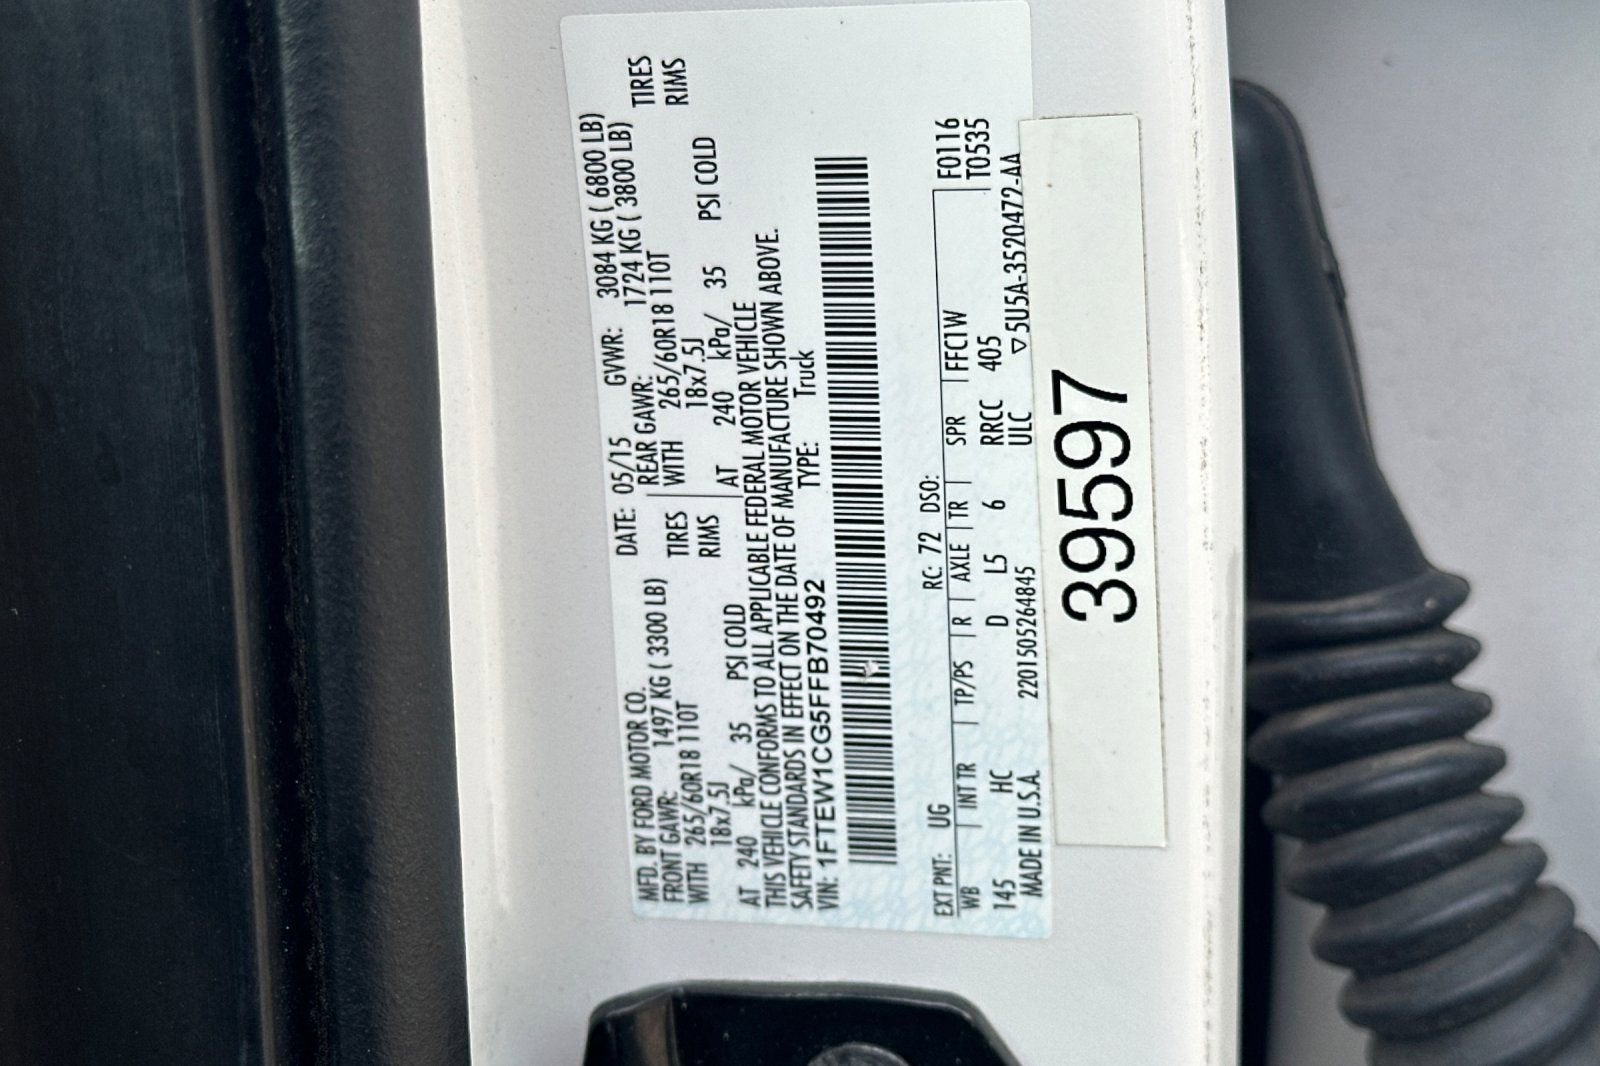 MFD. BY FORD MOTOR CO.
DATE: 05/15 GVWR: 3084 KG ( 6800 LB)
FRONT GAWR: 1497 KG ( 3300 LB) REAR GAWR: 1724 KG ( 3800 LB)
WITH 265/60R18 110T TIRES WITH 265/60R18 110T TIRES
18x7.5J RIMS 18x7.5J RIMS
AT 240 kPa/ 35 PSI COLD AT 240 kPa/ 35 PSI COLD
THIS VEHICLE CONFORMS TO ALL APPLICABLE FEDERAL MOTOR VEHICLE
SAFETY STANDARDS IN EFFECT ON THE DATE OF MANUFACTURE SHOWN ABOVE.
VIN: 1FTEW1CG5FFB70492 TYPE: Truck
EXT PNT: UG RC: 72 DSO: F0116
WB INT TR TP/PS R AXLE TR SPR FFC1W T0535
145 HC D L5 6 RRCC 405
MADE IN U.S.A. 2201505264845 ULC ▽5U5A-3520472-AA
39597